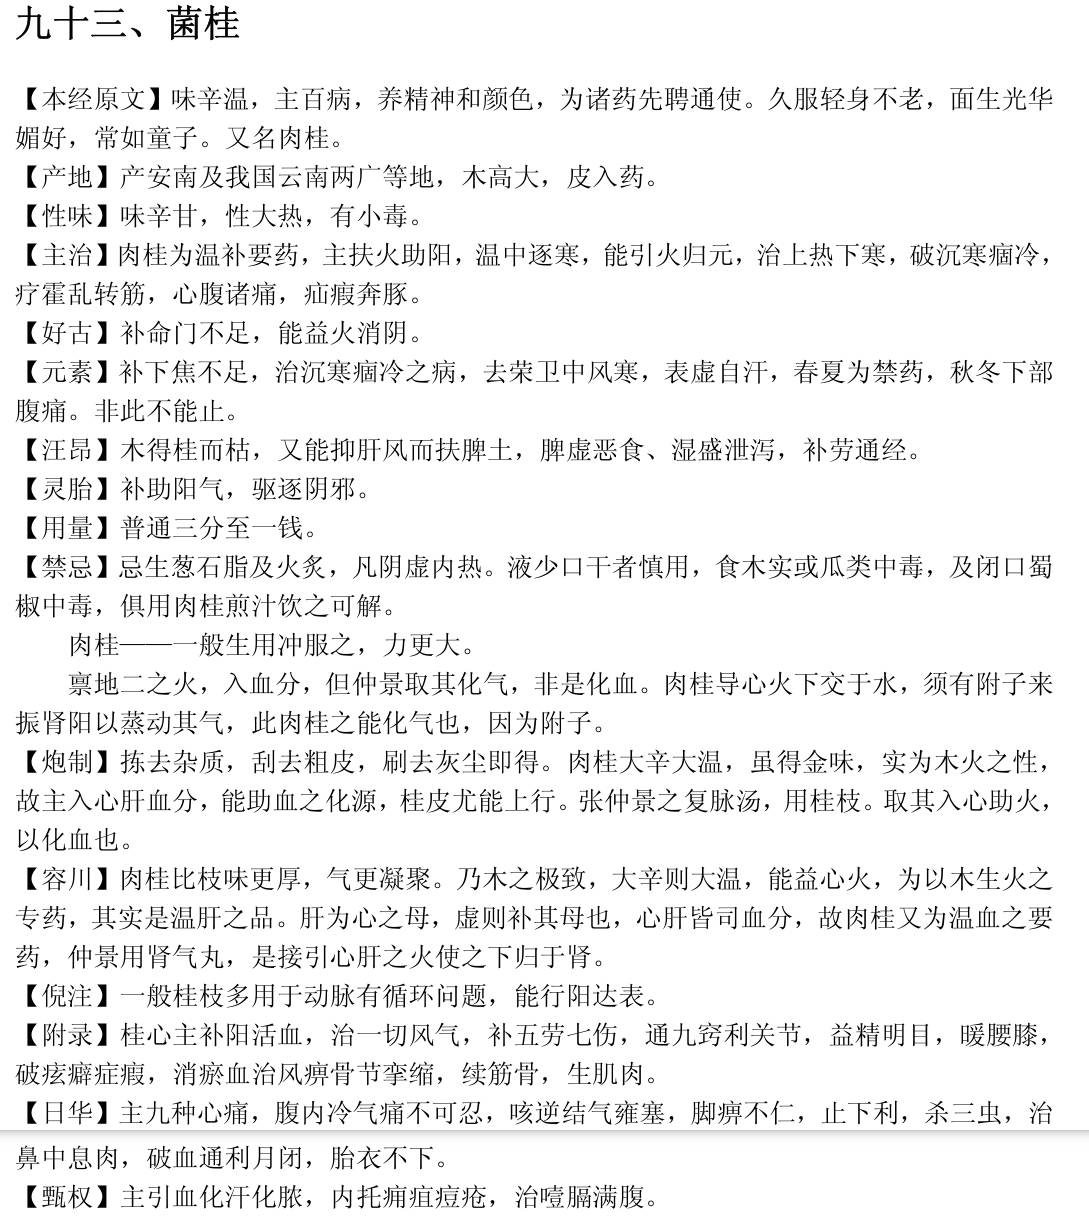 九十三、菌桂
【本经原文】味辛温，主百病，养精神和颜色，为诸药先聘通使。久服轻身不老，面生光华
媚好，常如童子。又名肉桂。
【产地】产安南及我国云南两广等地，木高大，皮入药。
【性味】味辛甘，性大热，有小毒。
【主治】肉桂为温补要药，主扶火助阳，温中逐寒，能引火归元，治上热下寒，破沉寒痼冷，
疗霍乱转筋，心腹诸痛，疝瘕奔豚。
【好古】补命门不足，能益火消阴。
【元素】补下焦不足，治沉寒痼冷之病，去荣卫中风寒，表虚自汗，春夏为禁药，秋冬下部
腹痛。非此不能止。
【汪昂】木得桂而枯，又能抑肝风而扶脾土，脾虚恶食、湿盛泄泻，补劳通经。
【灵胎】补助阳气，驱逐阴邪。
【用量】普通三分至一钱。
【禁忌】忌生葱石脂及火炙，凡阴虚内热。液少口干者慎用，食木实或瓜类中毒，及闭口蜀
椒中毒，俱用肉桂煎汁饮之可解。
肉桂——一般生用冲服之，力更大。
禀地二之火，入血分，但仲景取其化气，非是化血。肉桂导心火下交于水，须有附子来
振肾阳以蒸动其气，此肉桂之能化气也，因为附子。
【炮制】拣去杂质，刮去粗皮，刷去灰尘即得。肉桂大辛大温，虽得金味，实为木火之性，
故主入心肝血分，能助血之化源，桂皮尤能上行。张仲景之复脉汤，用桂枝。取其入心助火，
以化血也。
【容川】肉桂比枝味更厚，气更凝聚。乃木之极致，大辛则大温，能益心火，为以木生火之
专药，其实是温肝之品。肝为心之母，虚则补其母也，心肝皆司血分，故肉桂又为温血之要
药，仲景用肾气丸，是接引心肝之火使之下归于肾。
【倪注】一般桂枝多用于动脉有循环问题，能行阳达表。
【附录】桂心主补阳活血，治一切风气，补五劳七伤，通九窍利关节，益精明目，暖腰膝，
破痃癖症瘕，消瘀血治风痹骨节挛缩，续筋骨，生肌肉。
【日华】主九种心痛，腹内冷气痛不可忍，咳逆结气雍塞，脚痹不仁，止下利，杀三虫，治
鼻中息肉，破血通利月闭，胎衣不下。
【甄权】主引血化汗化脓，内托痈疽痘疮，治噎膈满腹。